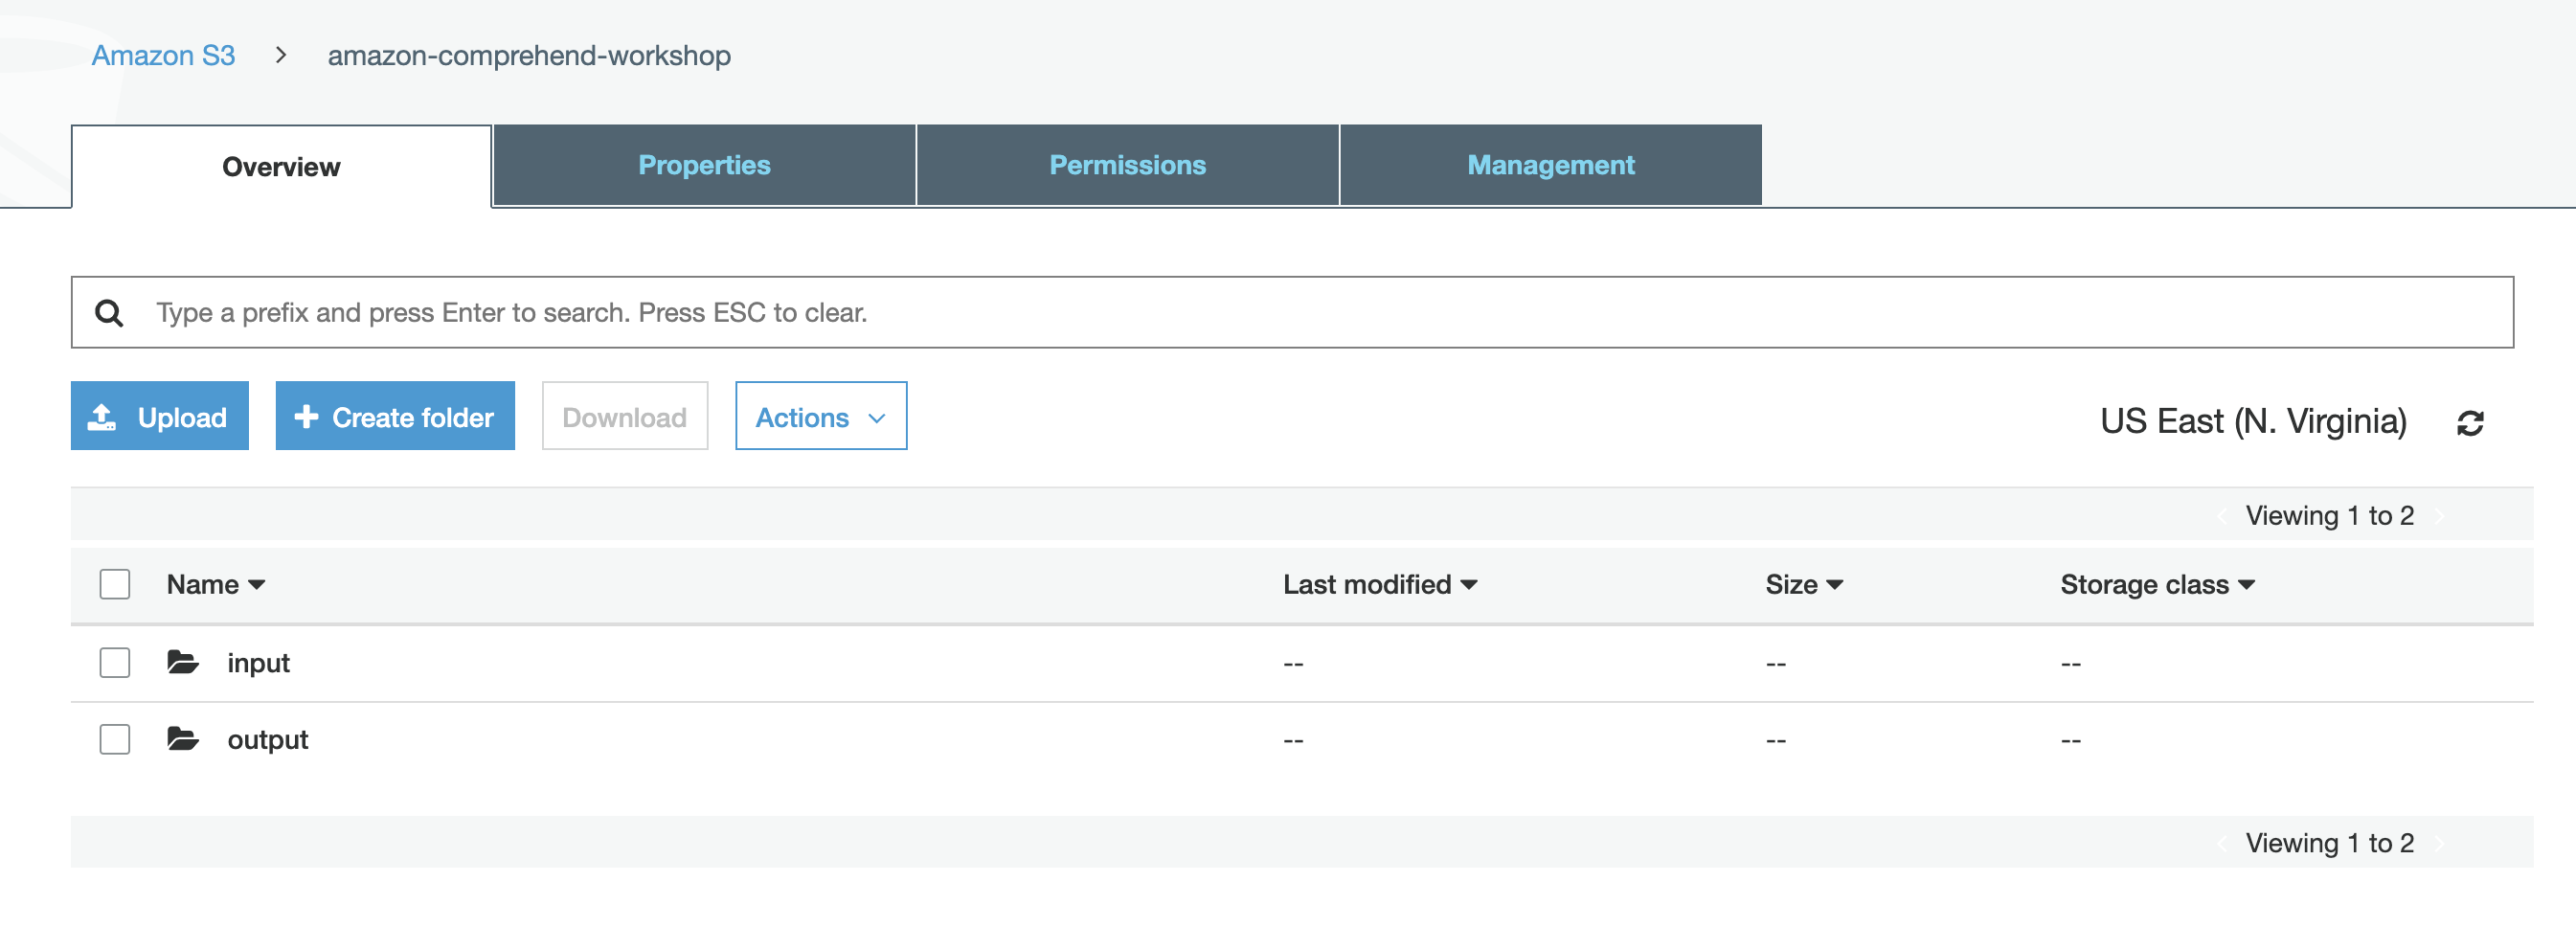 Amazon S3 > amazon-comprehend-workshop
Overview Properties Permissions Management
Type a prefix and press Enter to search. Press ESC to clear.
Upload Create folder Download Actions US East (N. Virginia)
Viewing 1 to 2
Name Last modified Size Storage class
input -- -- --
output -- -- --
Viewing 1 to 2